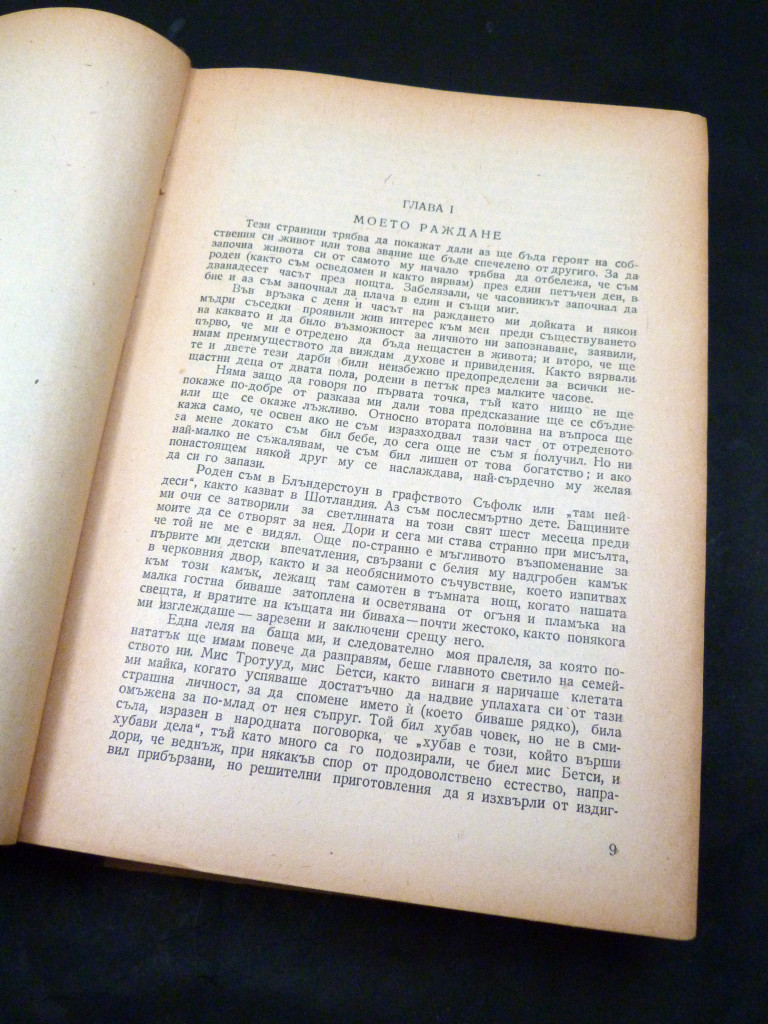 ГЛАВА I
МОЕТО РАЖДАНЕ
Тези страници трябва да покажат дали аз ще бъда героят на соб-
ствения си живот или това звание ще бъде спечелено от другиго. За да
започна живота си от самото му начало трябва да отбележа, че съм
роден (както съм осведомен и както вярвам) през един петъчен ден, в
дванадесет часът през нощта. Забелязали, че часовникът започнал да
бие и аз съм започнал да плача в един и същи миг.
Във връзка с деня и часът на раждането ми дойката и някои
мъдри съседки проявили жив интерес към мен преди съществуването
на каквато и да било възможност за личното ни запознаване, заявили,
първо, че ми е отредено да бъда нещастен в живота; и второ, че ще
имам преимуществото да виждам духове и привидения. Както вярвали
те и двете тези дарби били неизбежно предопределени за всички не-
щастни деца от двата пола, родени в петък през малките часове.
Няма защо да говоря по първата точка, тъй като нищо не ще
покаже по-добре от разказа ми дали това предсказание ще се сбъдне
или ще се окаже лъжливо. Относно втората половина на въпроса ще
кажа само, че освен ако не съм изразходвал тази част от отреденото
за мене докато съм бил бебе, до сега още не съм я получил. Но ни
най-малко не съжалявам, че съм бил лишен от това богатство; и ако
понастоящем някой друг му се наслаждава, най-сърдечно му желая
да си го запази.
Роден съм в Блъндерстоун в графството Съфолк или „там ней-
деси“, както казват в Шотландия. Аз съм послесмъртно дете. Бащините
ми очи се затворили за светлината на този свят шест месеца преди
моите да се отворят за нея. Дори и сега ми става странно при мисълта,
че той не ме е видял. Още по-странно е мъгливото възпоменание за
първите ми детски впечатления, свързани с белия му надгробен камък
в черковния двор, както и за необяснимото съчувствие, което изпитвах
към този камък, лежащ там самотен в тъмната нощ, когато нашата
малка гостна биваше затоплена и осветявана от огъня и пламъка на
свещта, и вратите на къщата ни биваха — почти жестоко, както понякога
ми изглеждаше — зарезени и заключени срещу него.
Една леля на баща ми, и следователно моя пралеля, за която по-
нататък ще имам повече да разправям, беше главното светило на семей-
ството ни. Мис Тротууд, мис Бетси, както винаги я наричаше клетата
ми майка, когато успяваше достатъчно да надвие уплахата си от тази
страшна личност, за да спомене името ѝ (което биваше рядко), била
омъжена за по-млад от нея съпруг. Той бил хубав човек, но не в сми-
съла, изразен в народната поговорка, че „хубав е този, който върши
хубави дела“, тъй като много са го подозирали, че биел мис Бетси, и
дори, че веднъж, при някакъв спор от продоволствено естество, напра-
вил прибързани, но решителни приготовления да я изхвърли от издиг-
9